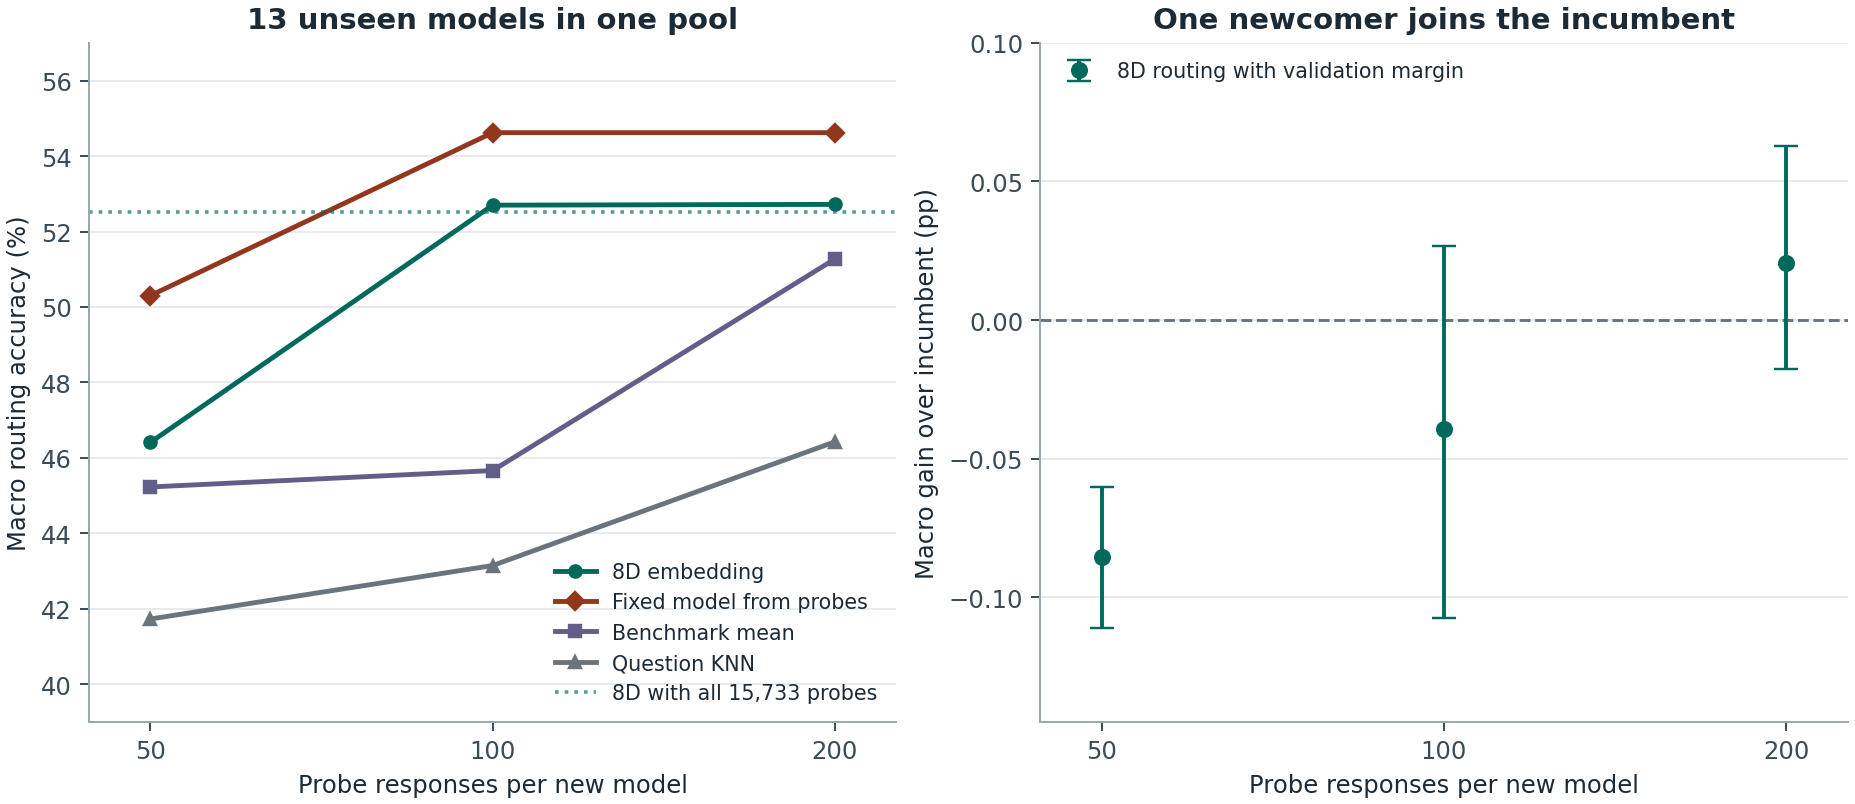 13 unseen models in one pool
Macro routing accuracy (%)
56
54
52
50
48
46
44
42
40
8D embedding
Fixed model from probes
Benchmark mean
Question KNN
8D with all 15,733 probes
50
100
200
Probe responses per new model
One newcomer joins the incumbent
Macro gain over incumbent (pp)
0.10
0.05
0.00
−0.05
−0.10
8D routing with validation margin
50
100
200
Probe responses per new model